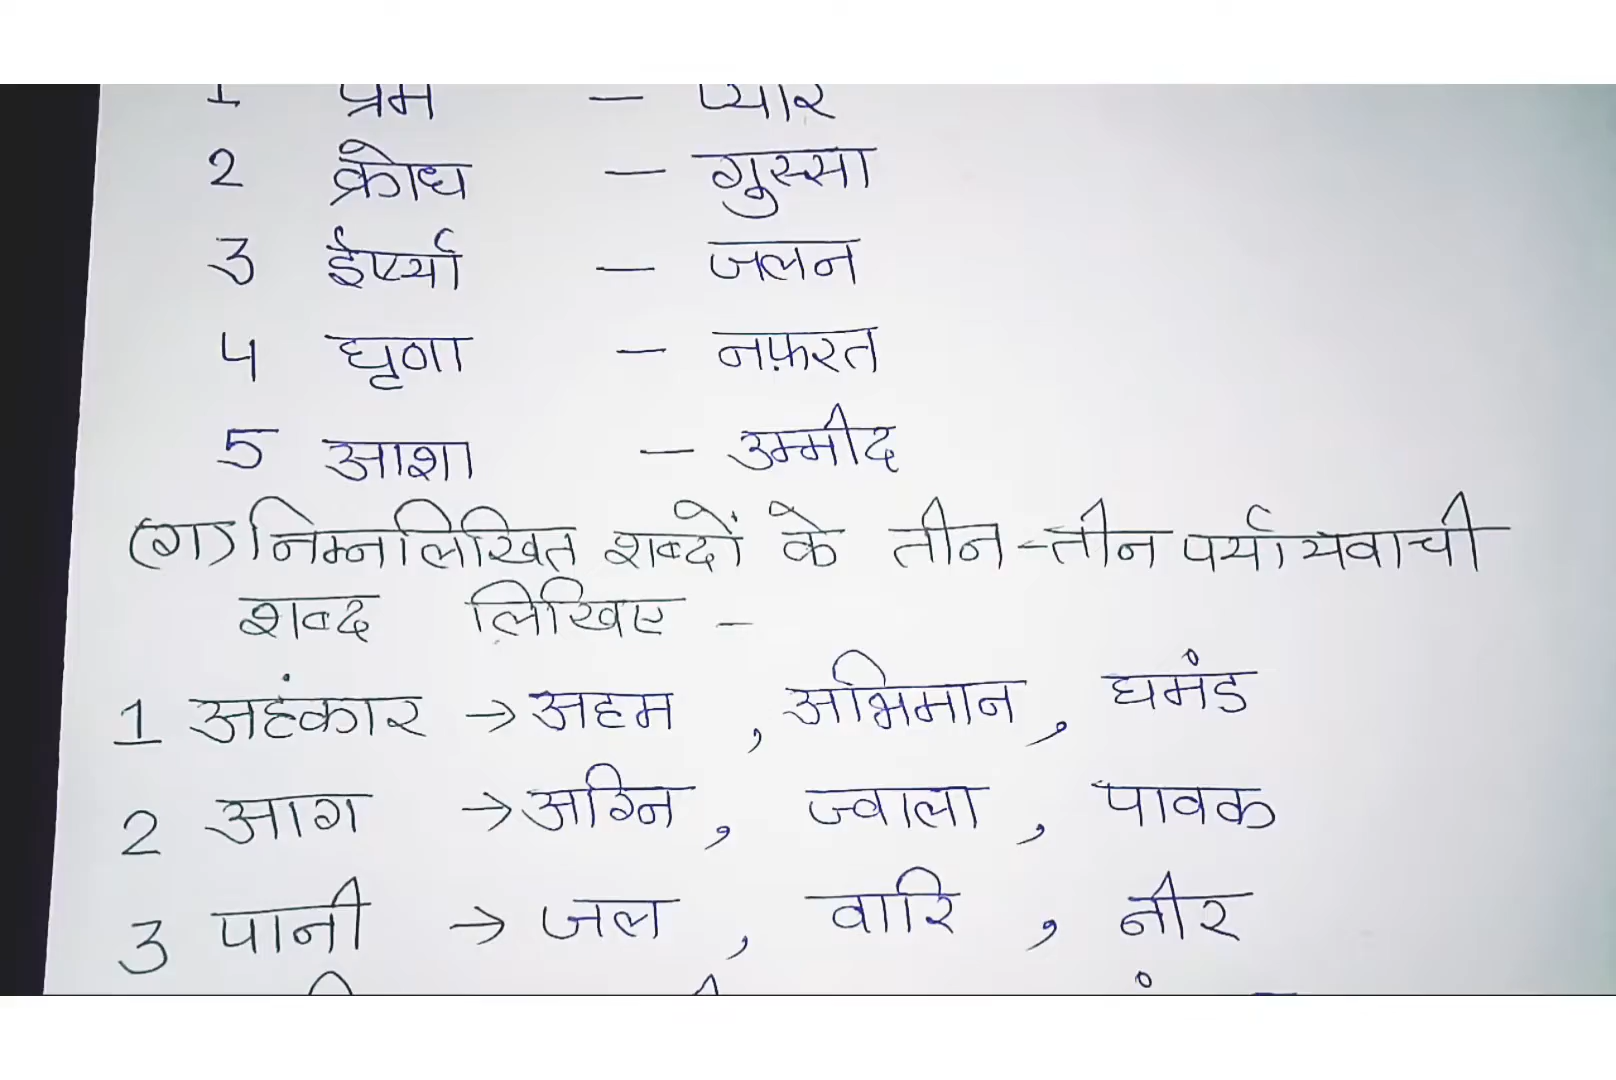 1 प्रेम – प्यार
2 क्रोध – गुस्सा
3 ईर्ष्या – जलन
4 घृणा – नफ़रत
5 आशा – उम्मीद
(ग) निम्नलिखित शब्दों के तीन-तीन पर्यायवाची
शब्द लिखिए –
1 अहंकार → अहम , अभिमान , घमंड
2 आग → अग्नि , ज्वाला , पावक
3 पानी → जल , वारि , नीर